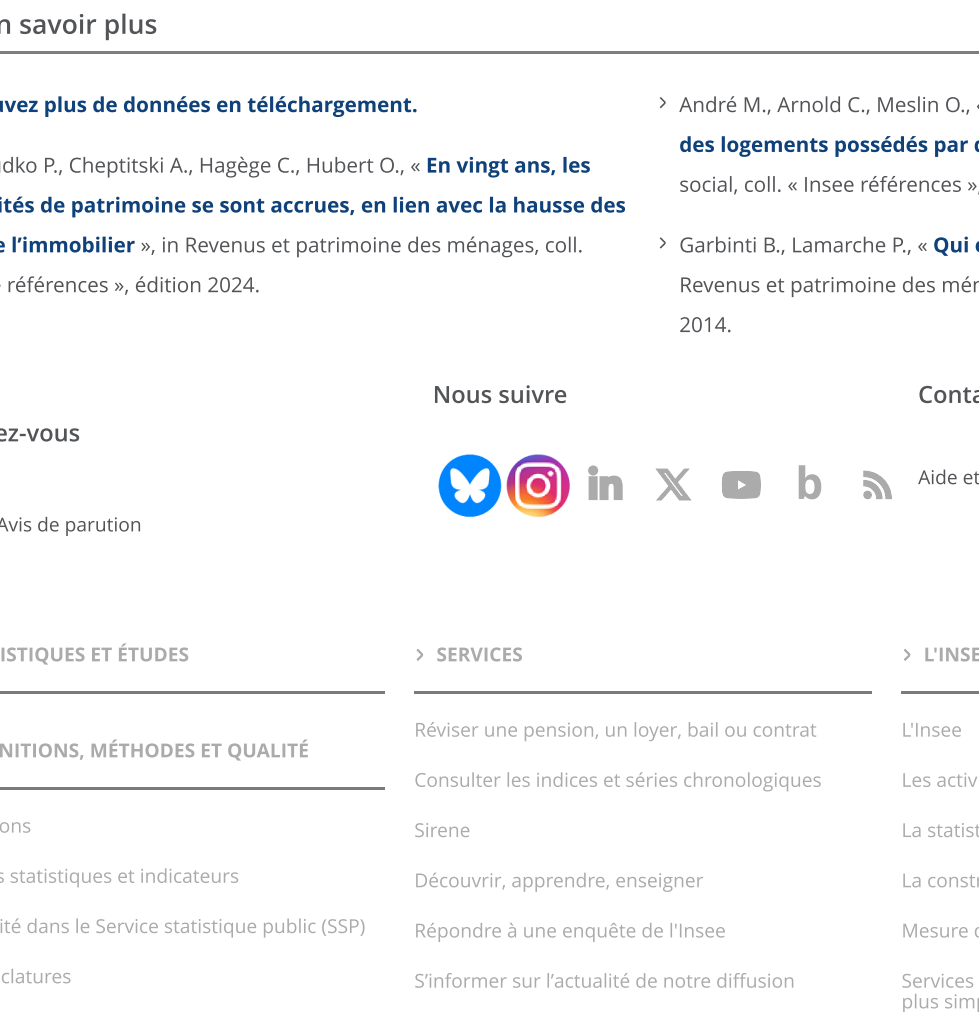 n savoir plus
uvez plus de données en téléchargement.
dko P., Cheptitski A., Hagège C., Hubert O., « En vingt ans, les
ités de patrimoine se sont accrues, en lien avec la hausse des
e l’immobilier », in Revenus et patrimoine des ménages, coll.
références », édition 2024.
André M., Arnold C., Meslin O., «
des logements possédés par
social, coll. « Insee références »,
Garbinti B., Lamarche P., « Qui
Revenus et patrimoine des mén
2014.
ez-vous
Avis de parution
Nous suivre
Conta
Aide et
ISTIQUES ET ÉTUDES
NITIONS, MÉTHODES ET QUALITÉ
ons
s statistiques et indicateurs
ité dans le Service statistique public (SSP)
clatures
SERVICES
Réviser une pension, un loyer, bail ou contrat
Consulter les indices et séries chronologiques
Sirene
Découvrir, apprendre, enseigner
Répondre à une enquête de l'Insee
S’informer sur l’actualité de notre diffusion
L'INSE
L'Insee
Les activ
La statist
La constr
Mesure
Services
plus simp